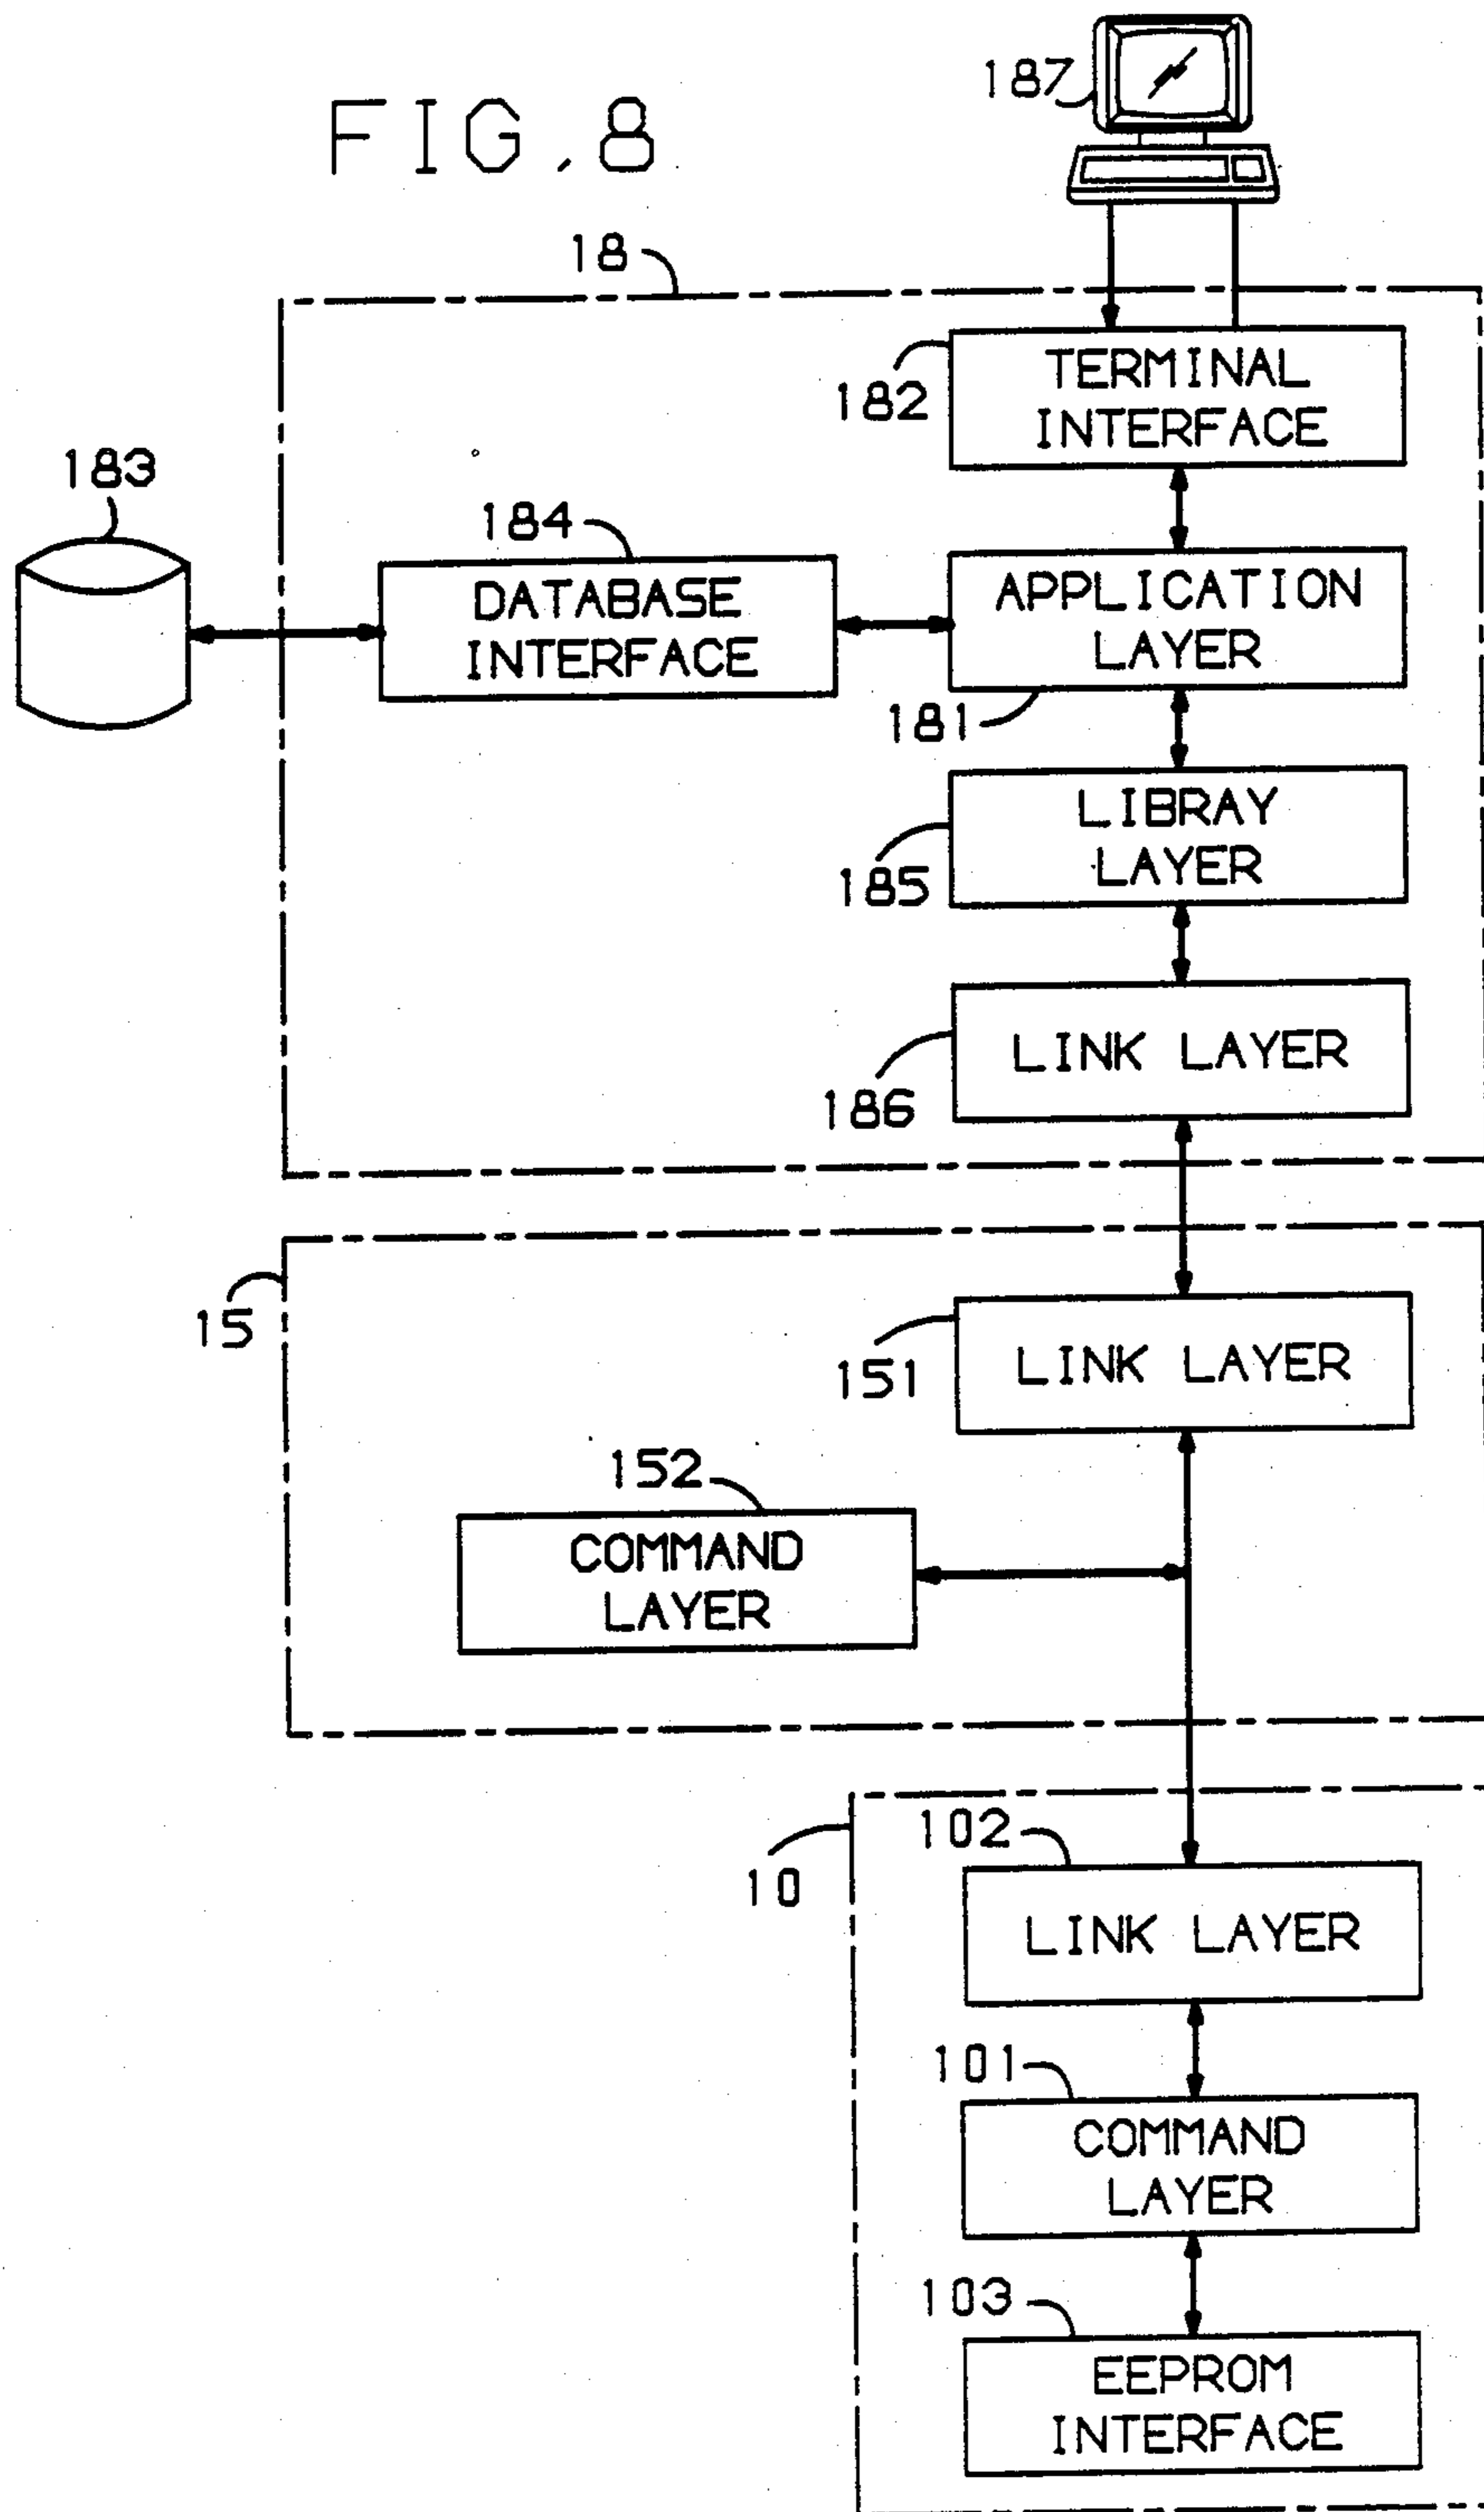 FIG.8
187
18
182
TERMINAL
INTERFACE
183
184
DATABASE
INTERFACE
APPLICATION
LAYER
181
LIBRAY
LAYER
185
LINK LAYER
186
15
LINK LAYER
151
152
COMMAND
LAYER
10
102
LINK LAYER
101
COMMAND
LAYER
103
EEPROM
INTERFACE